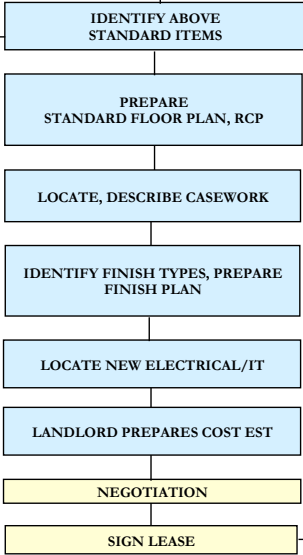 IDENTIFY ABOVE
STANDARD ITEMS
PREPARE
STANDARD FLOOR PLAN, RCP
LOCATE, DESCRIBE CASEWORK
IDENTIFY FINISH TYPES, PREPARE
FINISH PLAN
LOCATE NEW ELECTRICAL/IT
LANDLORD PREPARES COST EST
NEGOTIATION
SIGN LEASE